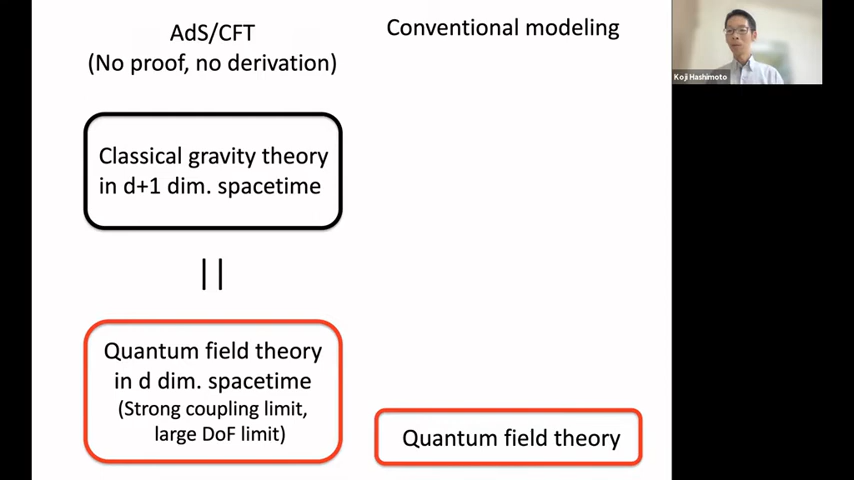 AdS/CFT
(No proof, no derivation)
Conventional modeling
Koji Hashimoto
Classical gravity theory
in d+1 dim. spacetime
||
Quantum field theory
in d dim. spacetime
(Strong coupling limit,
large DoF limit)
Quantum field theory